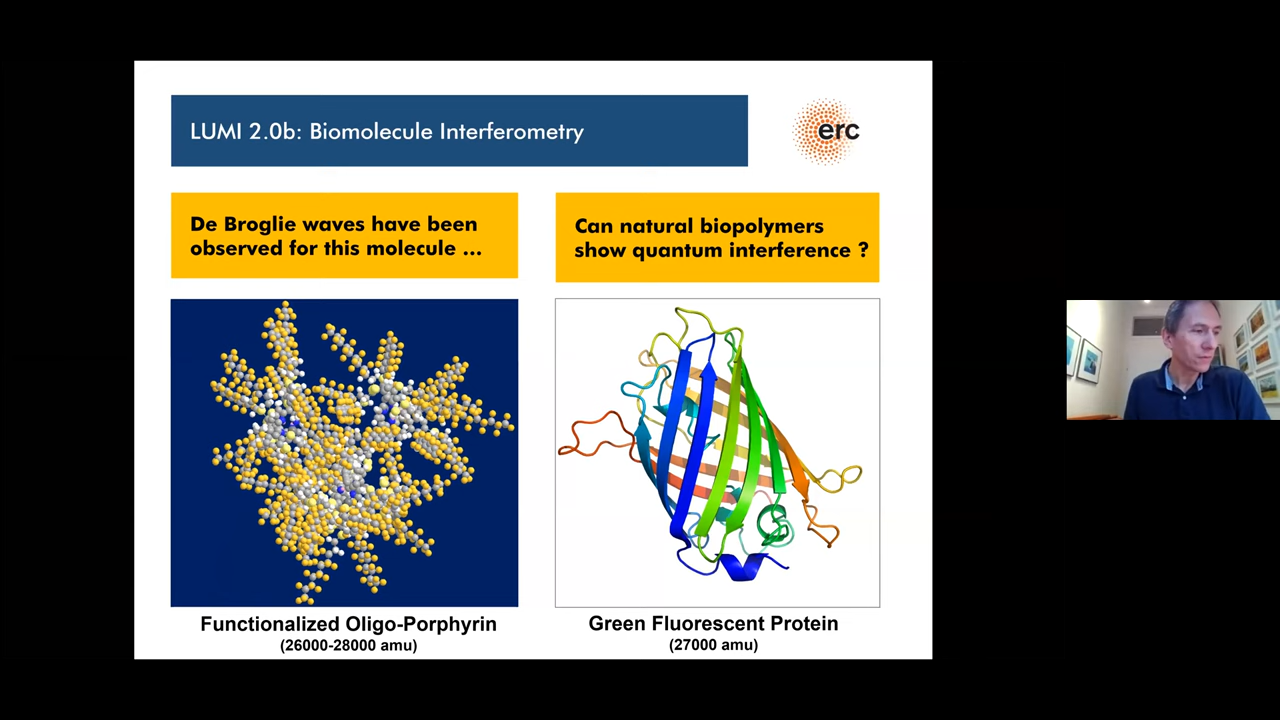 LUMI 2.0b: Biomolecule Interferometry
erc
De Broglie waves have been
observed for this molecule ...
Can natural biopolymers
show quantum interference ?
Functionalized Oligo-Porphyrin
(26000-28000 amu)
Green Fluorescent Protein
(27000 amu)